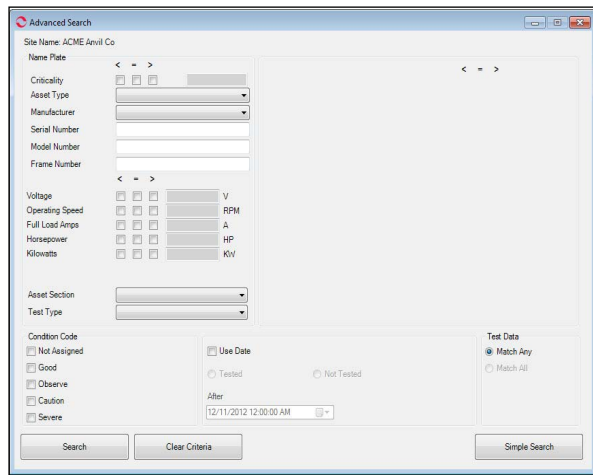 Advanced Search
Site Name: ACME Anvil Co
Name Plate
< = >
Criticality
Asset Type
Manufacturer
Serial Number
Model Number
Frame Number
< = >
Voltage V
Operating Speed RPM
Full Load Amps A
Horsepower HP
Kilowatts KW
Asset Section
Test Type
< = >
Condition Code
Not Assigned
Good
Observe
Caution
Severe
Use Date
Tested Not Tested
After
12/11/2012 12:00:00 AM
Test Data
Match Any
Match All
Search Clear Criteria Simple Search